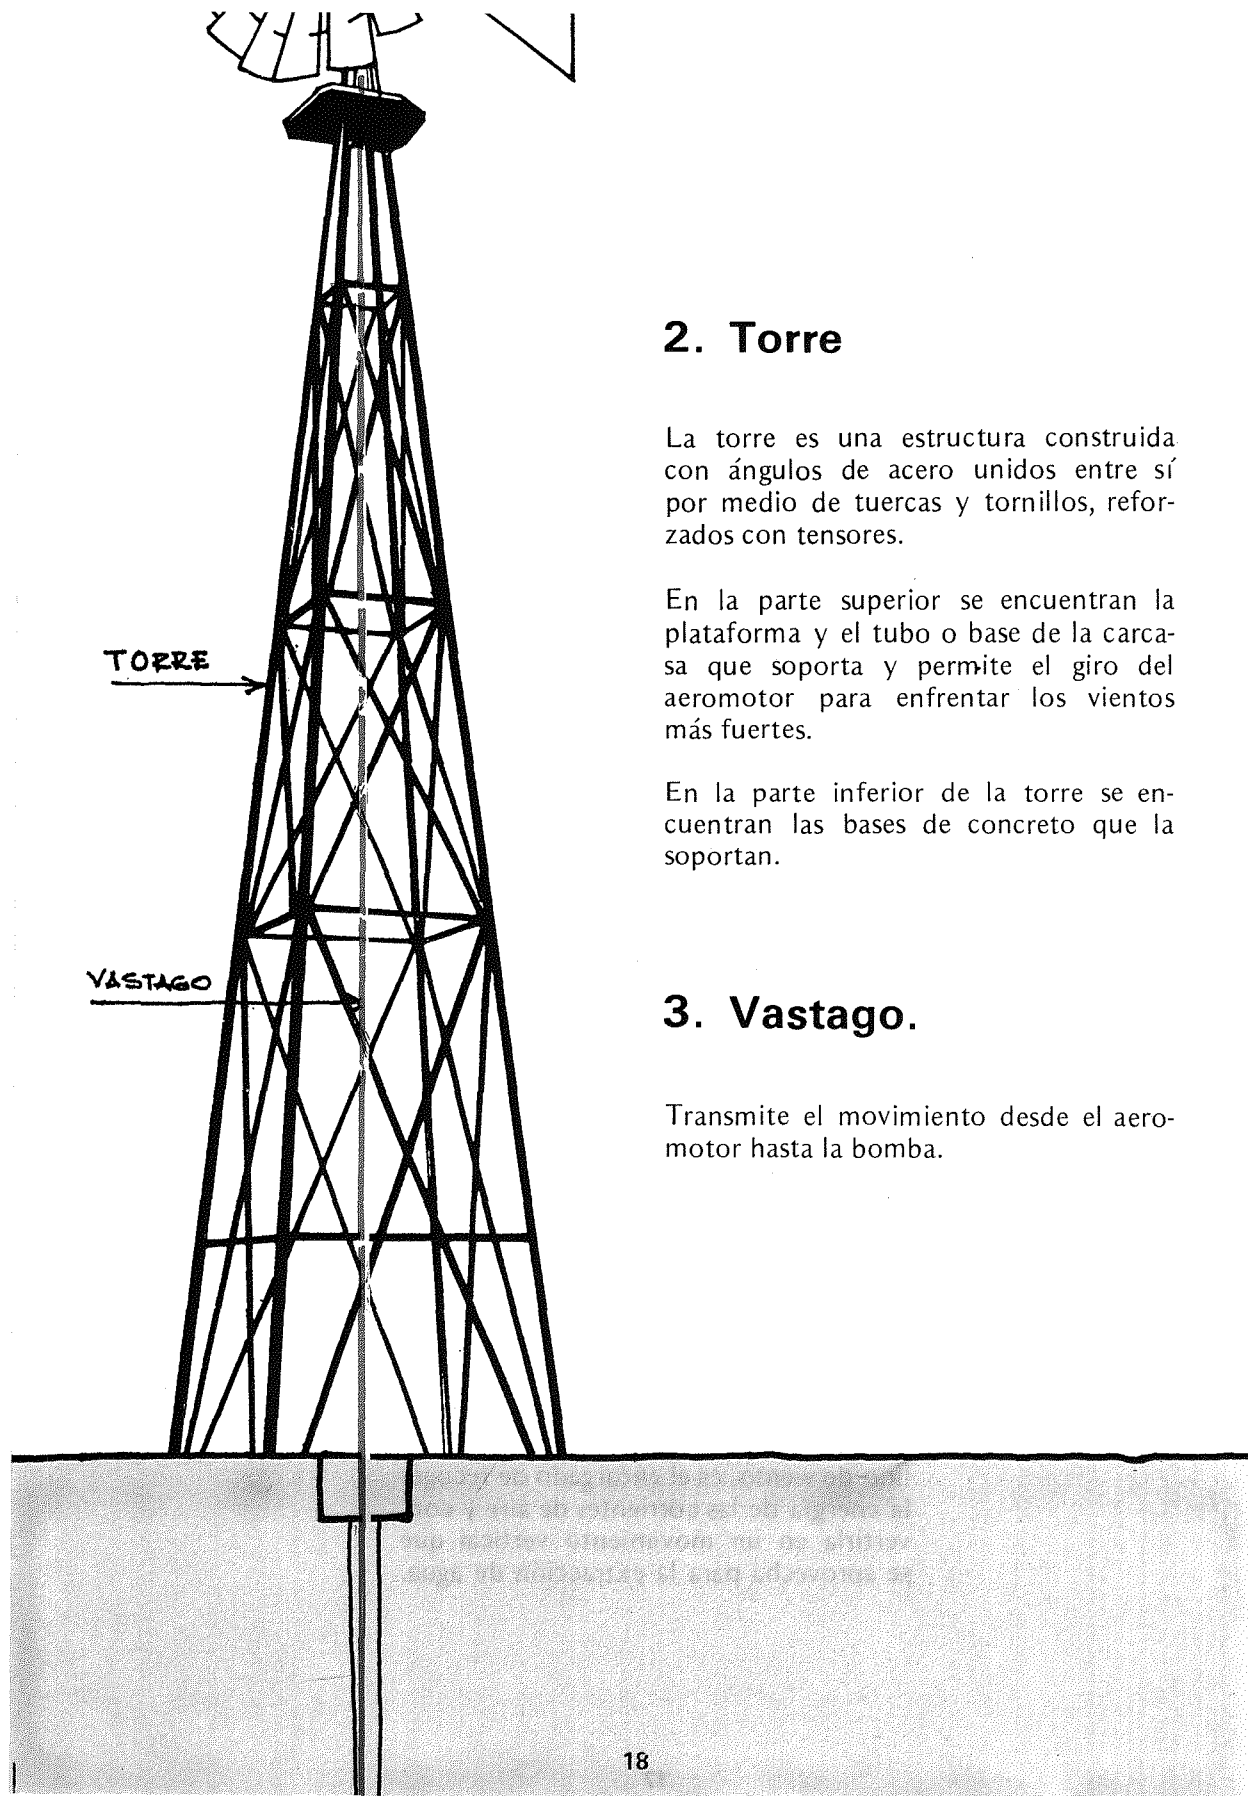 2. Torre
La torre es una estructura construida
con ángulos de acero unidos entre sí
por medio de tuercas y tornillos, refor-
zados con tensores.
En la parte superior se encuentran la
plataforma y el tubo o base de la carca-
sa que soporta y permite el giro del
aeromotor para enfrentar los vientos
más fuertes.
En la parte inferior de la torre se en-
cuentran las bases de concreto que la
soportan.
TORRE
VASTAGO
3. Vastago.
Transmite el movimiento desde el aero-
motor hasta la bomba.
18